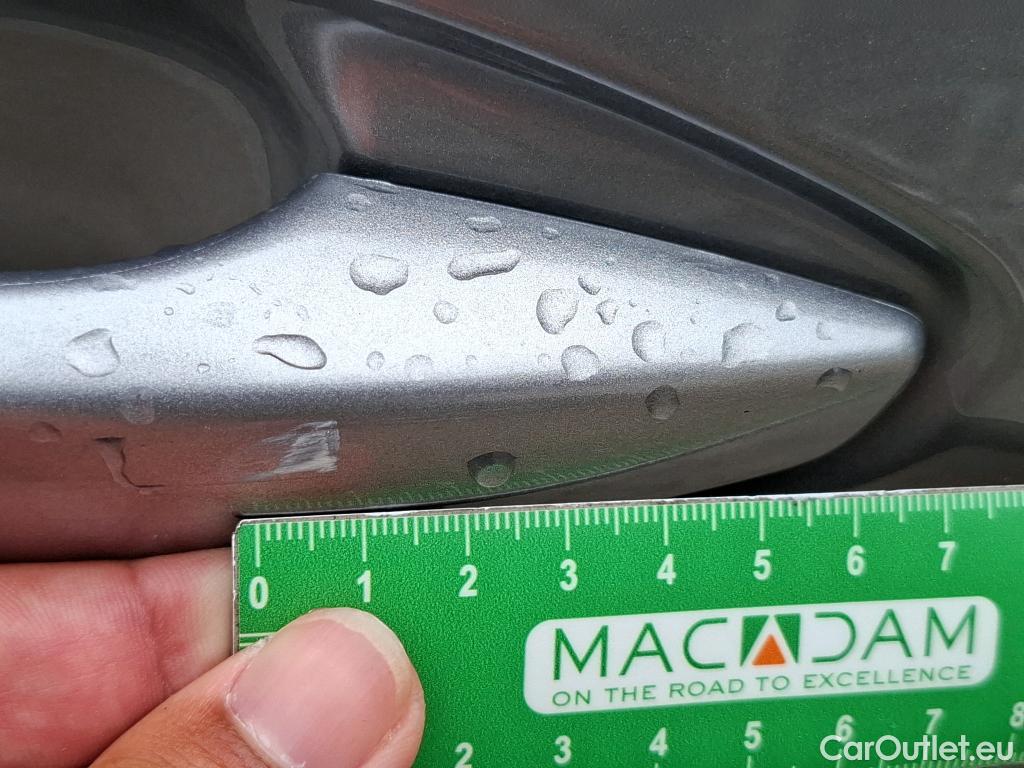 0 1 2 3 4 5 6 7
MACADAM
ON THE ROAD TO EXCELLENCE
2 3 4 5 6 7 8
CarOutlet.eu